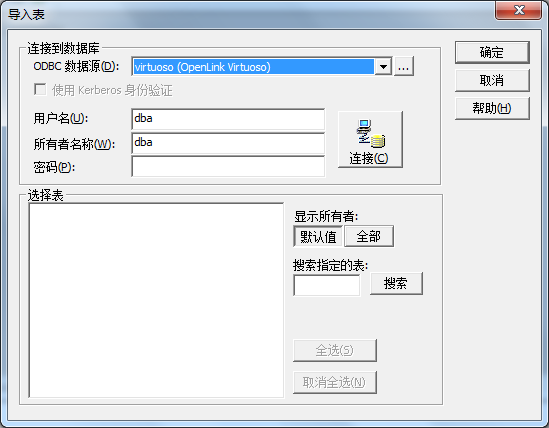 导入表
连接到数据库
ODBC 数据源(D):
virtuoso (OpenLink Virtuoso)
...
确定
使用 Kerberos 身份验证
取消
帮助(H)
用户名(U):
dba
所有者名称(W):
dba
密码(P):
连接(C)
选择表
显示所有者:
默认值
全部
搜索指定的表:
搜索
全选(S)
取消全选(N)